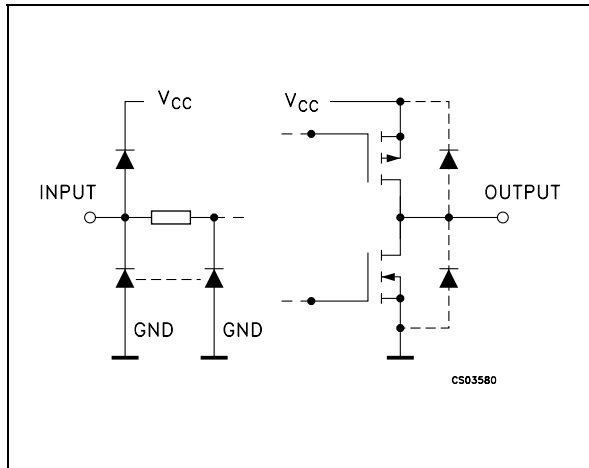 VCC
VCC
INPUT
OUTPUT
GND
GND
CS03580